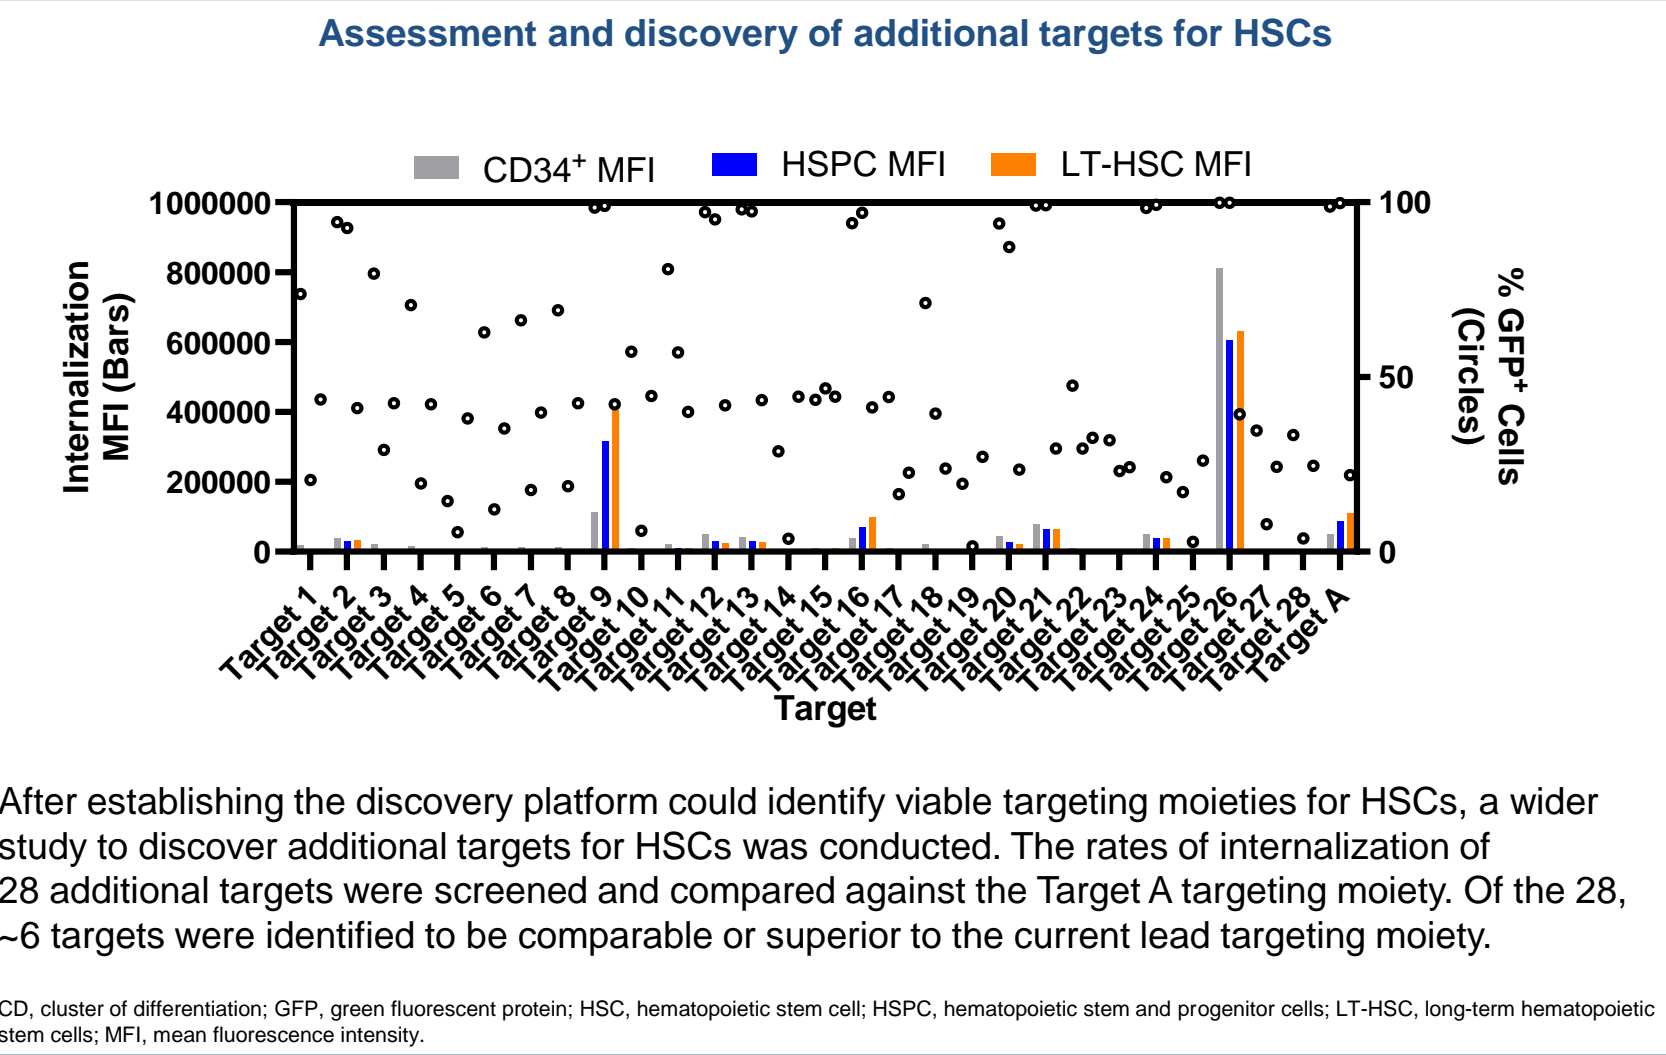 Assessment and discovery of additional targets for HSCs
CD34+ MFI
HSPC MFI
LT-HSC MFI
Internalization
MFI (Bars)
1000000
800000
600000
400000
200000
0
100
50
0
% GFP+ Cells
(Circles)
Target 1
Target 2
Target 3
Target 4
Target 5
Target 6
Target 7
Target 8
Target 9
Target 10
Target 11
Target 12
Target 13
Target 14
Target 15
Target 16
Target 17
Target 18
Target 19
Target 20
Target 21
Target 22
Target 23
Target 24
Target 25
Target 26
Target 27
Target 28
Target A
Target
After establishing the discovery platform could identify viable targeting moieties for HSCs, a wider
study to discover additional targets for HSCs was conducted. The rates of internalization of
28 additional targets were screened and compared against the Target A targeting moiety. Of the 28,
~6 targets were identified to be comparable or superior to the current lead targeting moiety.
CD, cluster of differentiation; GFP, green fluorescent protein; HSC, hematopoietic stem cell; HSPC, hematopoietic stem and progenitor cells; LT-HSC, long-term hematopoietic
stem cells; MFI, mean fluorescence intensity.